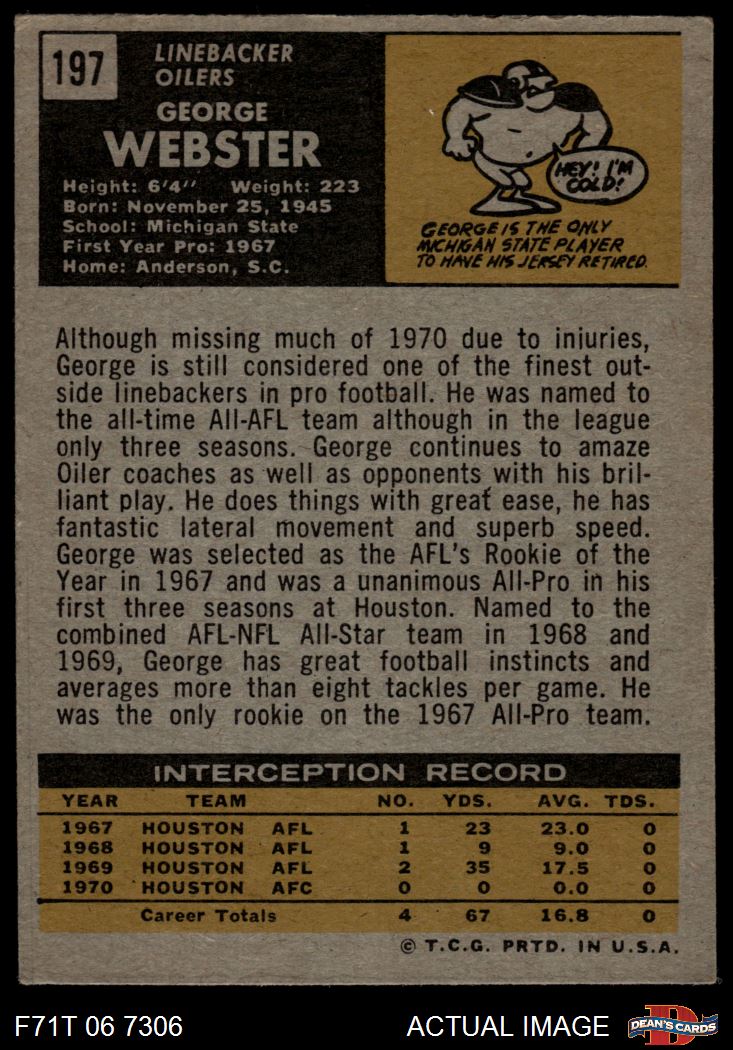 197
LINEBACKER
OILERS
GEORGE
WEBSTER
Height: 6'4" Weight: 223
Born: November 25, 1945
School: Michigan State
First Year Pro: 1967
Home: Anderson, S.C.
HEY! I'M
COLD!
GEORGE IS THE ONLY
MICHIGAN STATE PLAYER
TO HAVE HIS JERSEY RETIRED.
Although missing much of 1970 due to injuries,
George is still considered one of the finest out-
side linebackers in pro football. He was named to
the all-time All-AFL team although in the league
only three seasons. George continues to amaze
Oiler coaches as well as opponents with his bril-
liant play. He does things with great ease, he has
fantastic lateral movement and superb speed.
George was selected as the AFL's Rookie of the
Year in 1967 and was a unanimous All-Pro in his
first three seasons at Houston. Named to the
combined AFL-NFL All-Star team in 1968 and
1969, George has great football instincts and
averages more than eight tackles per game. He
was the only rookie on the 1967 All-Pro team.
INTERCEPTION RECORD
YEAR TEAM NO. YDS. AVG. TDS.
1967 HOUSTON AFL 1 23 23.0 0
1968 HOUSTON AFL 1 9 9.0 0
1969 HOUSTON AFL 2 35 17.5 0
1970 HOUSTON AFC 0 0 0.0 0
Career Totals 4 67 16.8 0
© T.C.G. PRTD. IN U.S.A.
F71T 06 7306 ACTUAL IMAGE D DEAN'S CARDS